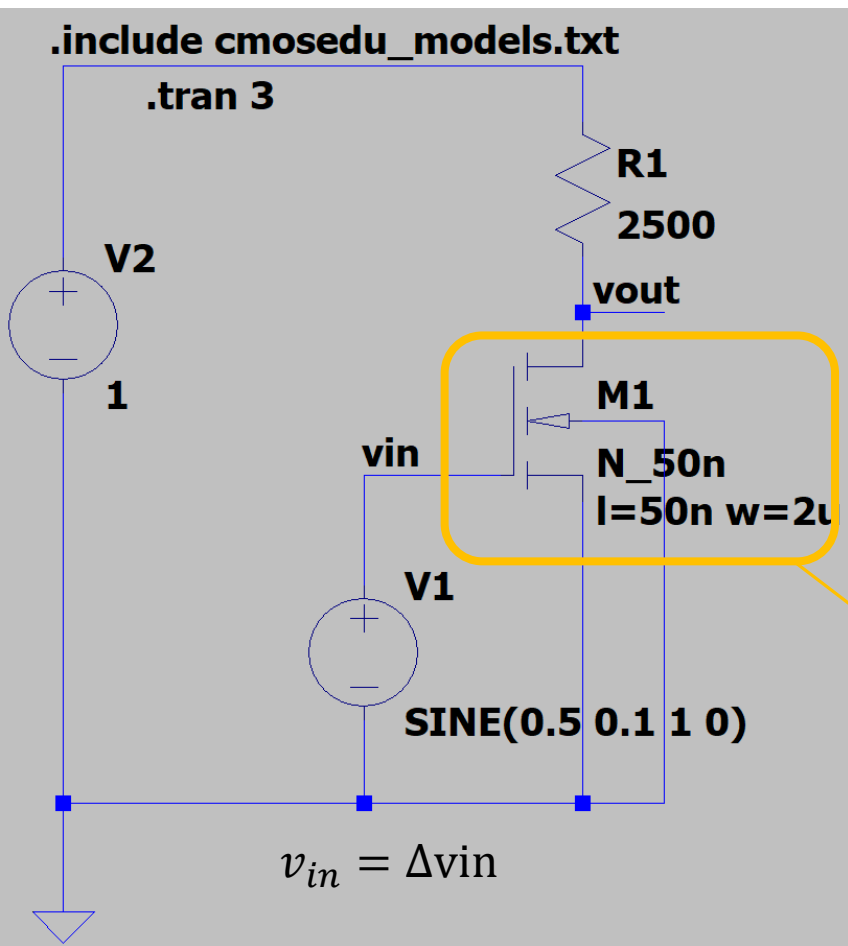 .include cmosedu_models.txt
.tran 3
R1
2500
V2
1
vout
M1
N_50n
l=50n w=2u
vin
V1
SINE(0.5 0.1 1 0)
v_in = Δvin